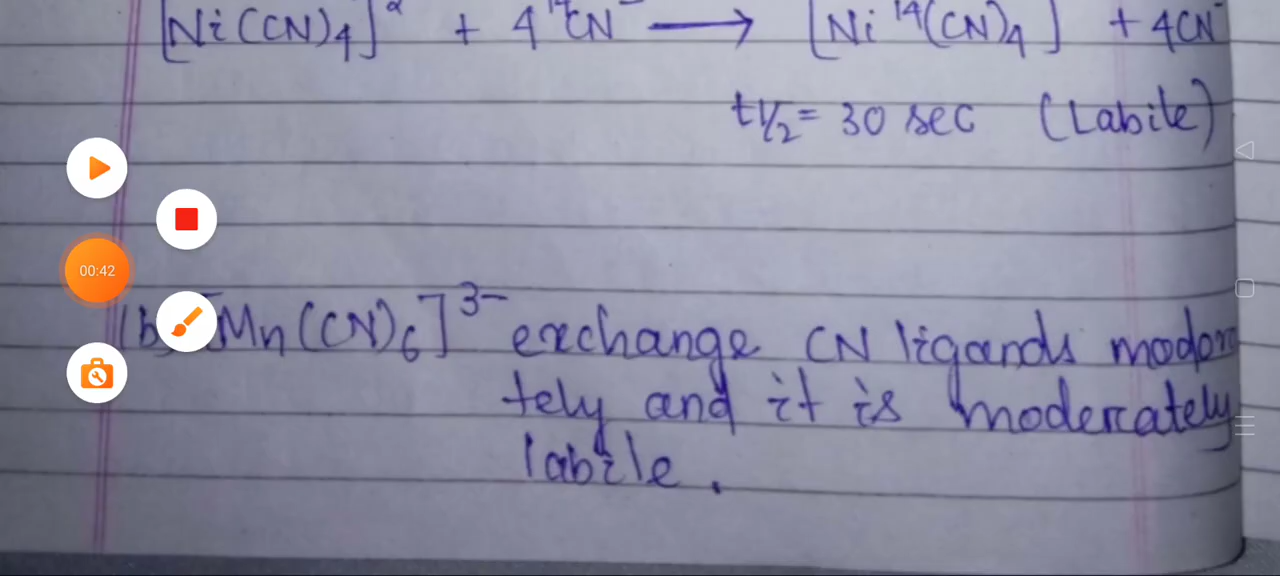 [Ni(CN)4]2 + 4 14CN- → [Ni 14(CN)4] + 4CN-
t1/2 = 30 sec (Labile)
00:42
(b) [Mn(CN)6]3- exchange CN ligands modera
tely and it is moderately
labile.